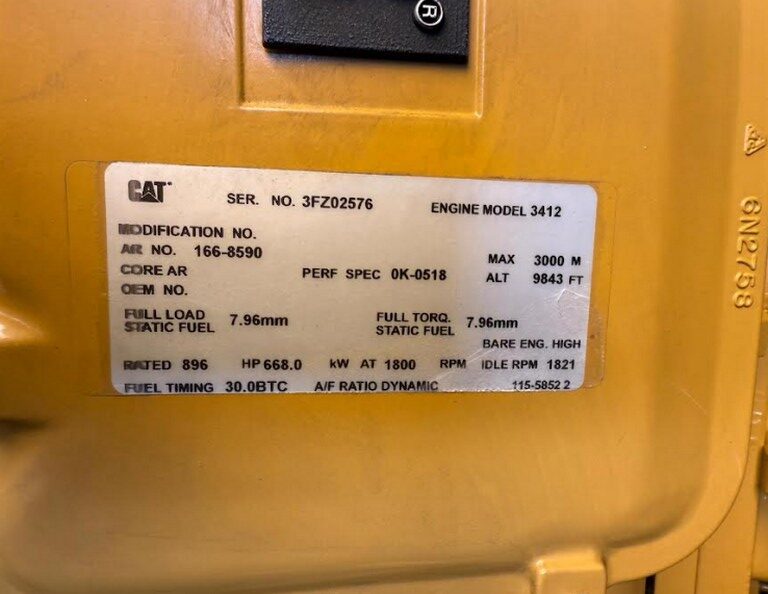 R
CAT
SER. NO. 3FZ02576 ENGINE MODEL 3412
MODIFICATION NO.
AR NO. 166-8590
CORE AR PERF SPEC 0K-0518 MAX 3000 M
OEM NO. ALT 9843 FT
FULL LOAD STATIC FUEL 7.96mm FULL TORQ. STATIC FUEL 7.96mm
BARE ENG. HIGH
RATED 896 HP 668.0 kW AT 1800 RPM IDLE RPM 1821
FUEL TIMING 30.0BTC A/F RATIO DYNAMIC 115-5852 2
6N2758